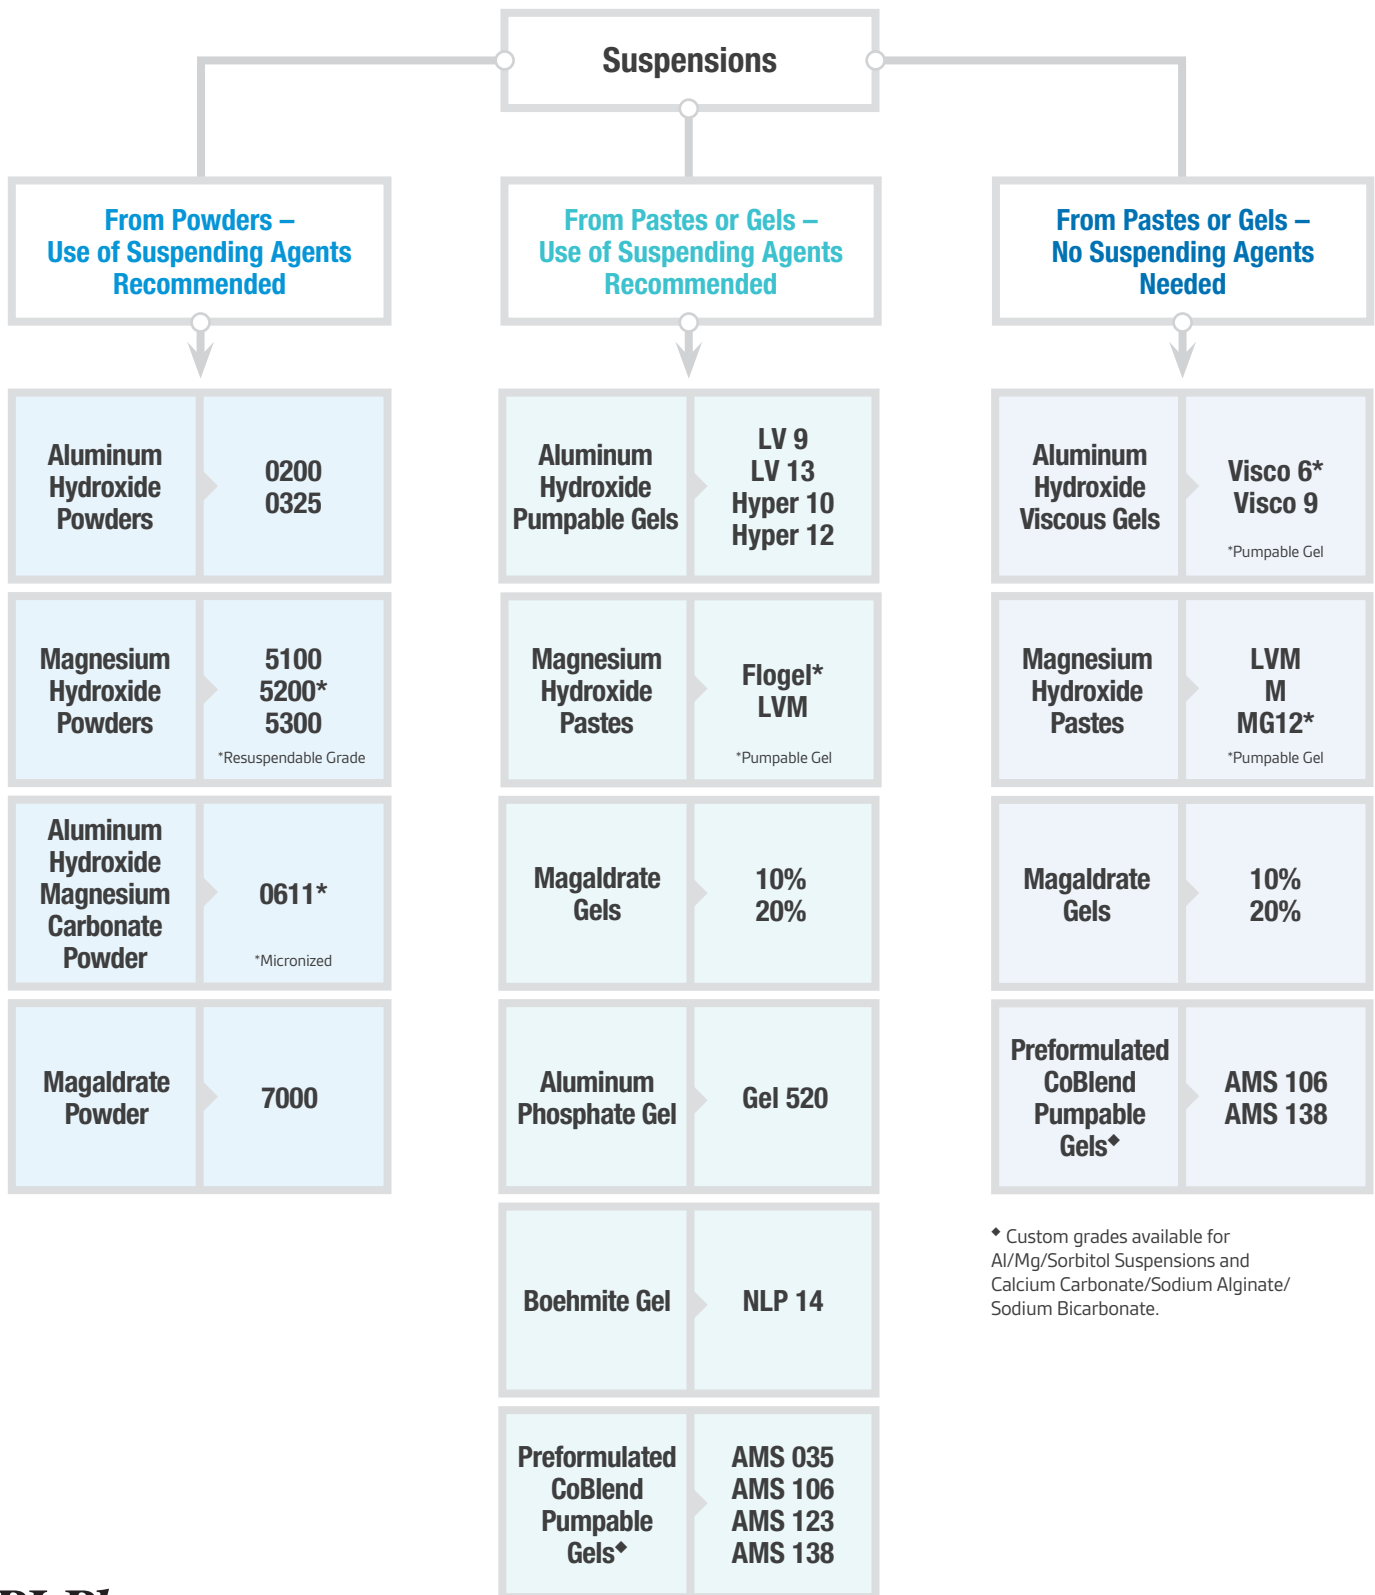 Suspensions
From Powders –
Use of Suspending Agents
Recommended
Aluminum
Hydroxide
Powders
0200
0325
Magnesium
Hydroxide
Powders
5100
5200*
5300
*Resuspendable Grade
Aluminum
Hydroxide
Magnesium
Carbonate
Powder
0611*
*Micronized
Magaldrate
Powder
7000
From Pastes or Gels –
Use of Suspending Agents
Recommended
Aluminum
Hydroxide
Pumpable Gels
LV 9
LV 13
Hyper 10
Hyper 12
Magnesium
Hydroxide
Pastes
Flogel*
LVM
*Pumpable Gel
Magaldrate
Gels
10%
20%
Aluminum
Phosphate Gel
Gel 520
Boehmite Gel
NLP 14
Preformulated
CoBlend
Pumpable
Gels◆
AMS 035
AMS 106
AMS 123
AMS 138
From Pastes or Gels –
No Suspending Agents
Needed
Aluminum
Hydroxide
Viscous Gels
Visco 6*
Visco 9
*Pumpable Gel
Magnesium
Hydroxide
Pastes
LVM
M
MG12*
*Pumpable Gel
Magaldrate
Gels
10%
20%
Preformulated
CoBlend
Pumpable
Gels◆
AMS 106
AMS 138
◆ Custom grades available for
Al/Mg/Sorbitol Suspensions and
Calcium Carbonate/Sodium Alginate/
Sodium Bicarbonate.